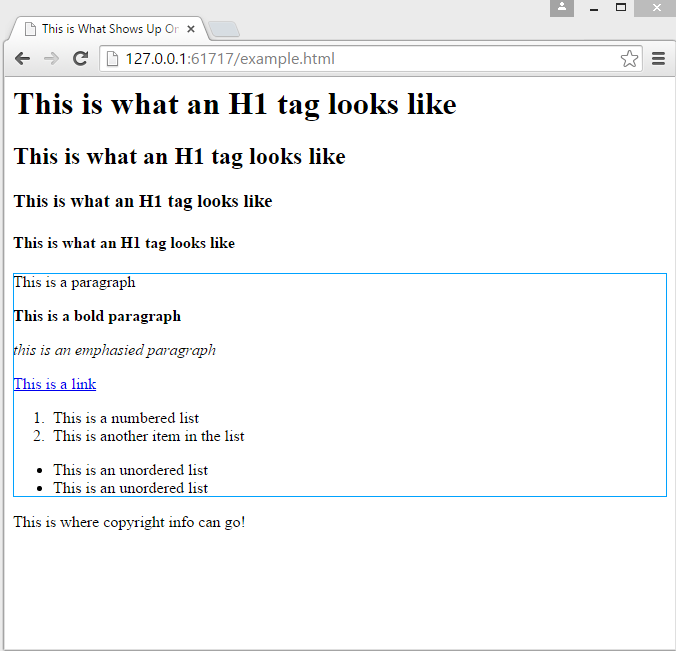 This is What Shows Up Or
127.0.0.1:61717/example.html
This is what an H1 tag looks like
This is what an H1 tag looks like
This is what an H1 tag looks like
This is what an H1 tag looks like
This is a paragraph
This is a bold paragraph
this is an emphasied paragraph
This is a link
1. This is a numbered list
2. This is another item in the list
• This is an unordered list
• This is an unordered list
This is where copyright info can go!